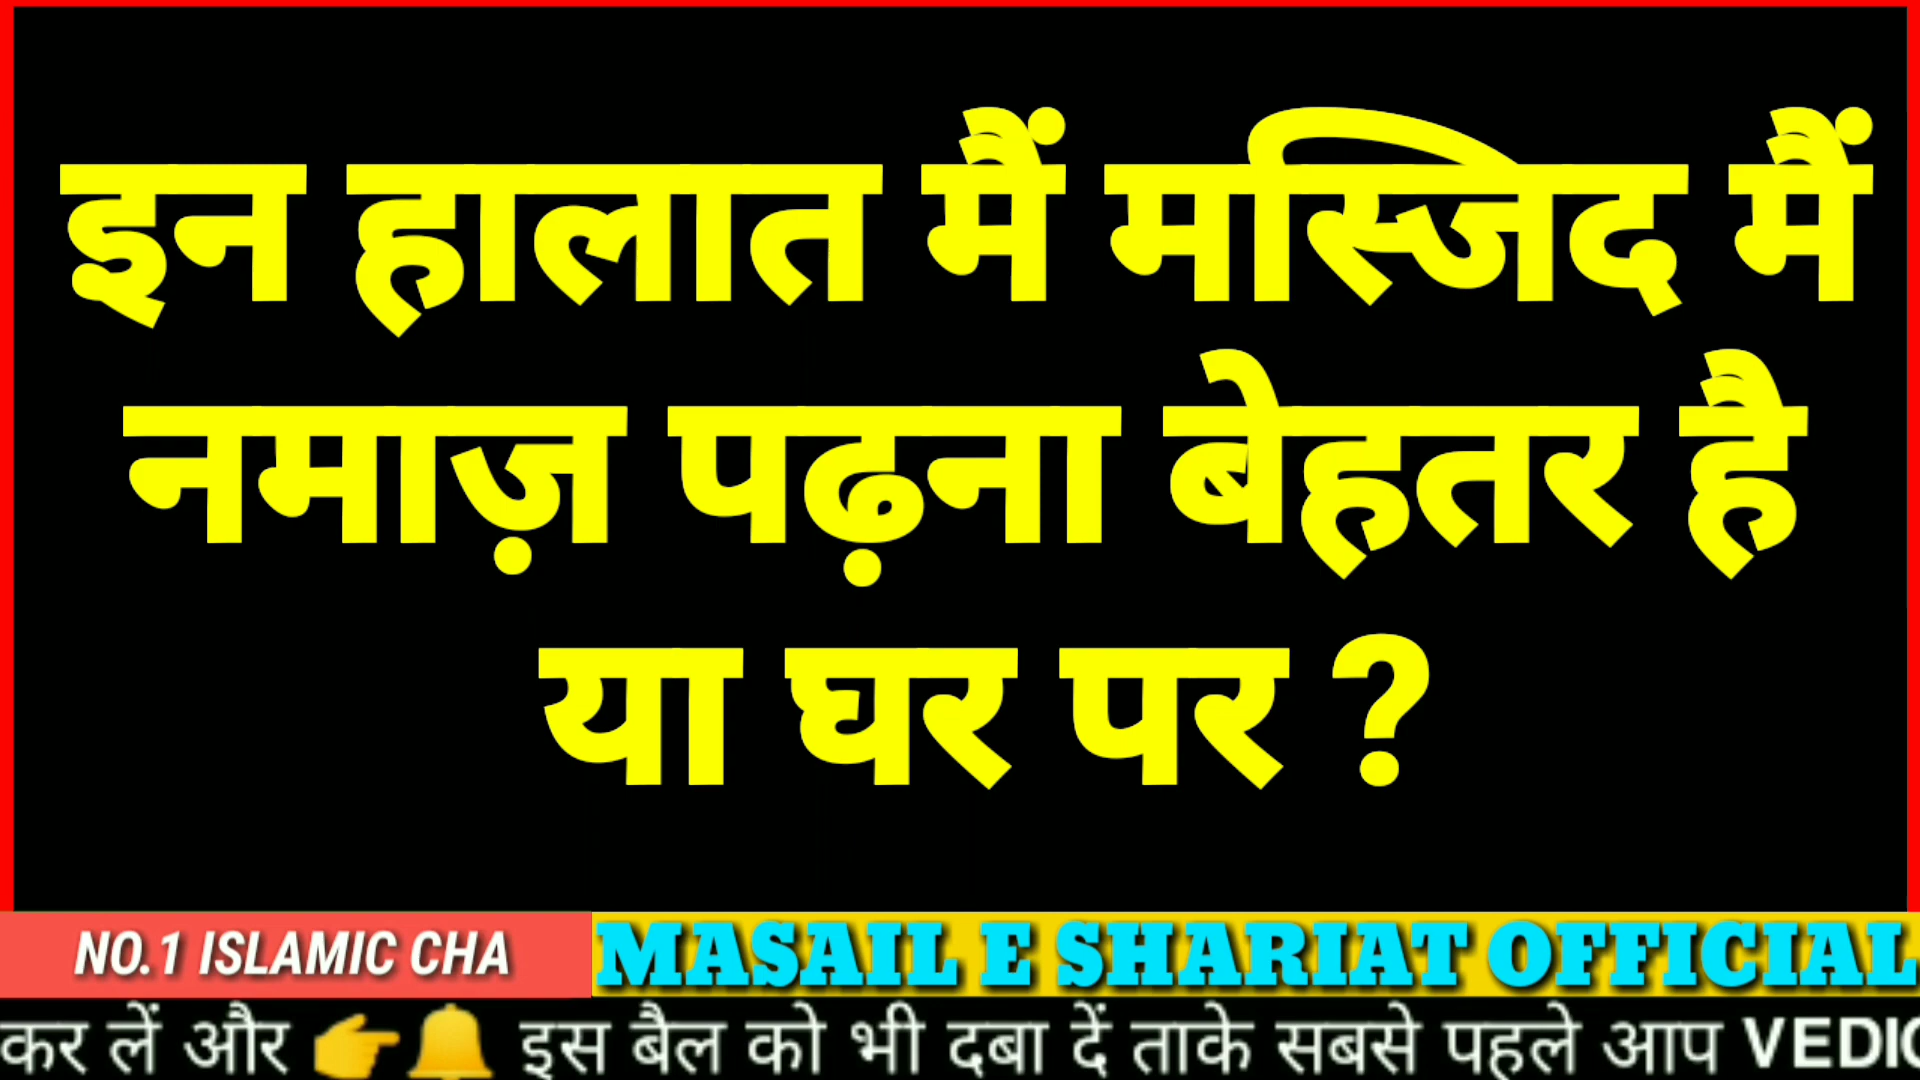 इन हालात मैं मस्जिद मैं
नमाज़ पढ़ना बेहतर है
या घर पर ?
NO.1 ISLAMIC CHA
MASAIL E SHARIAT OFFICIAL
कर लें और 👉🔔 इस बैल को भी दबा दें ताके सबसे पहले आप VEDIO